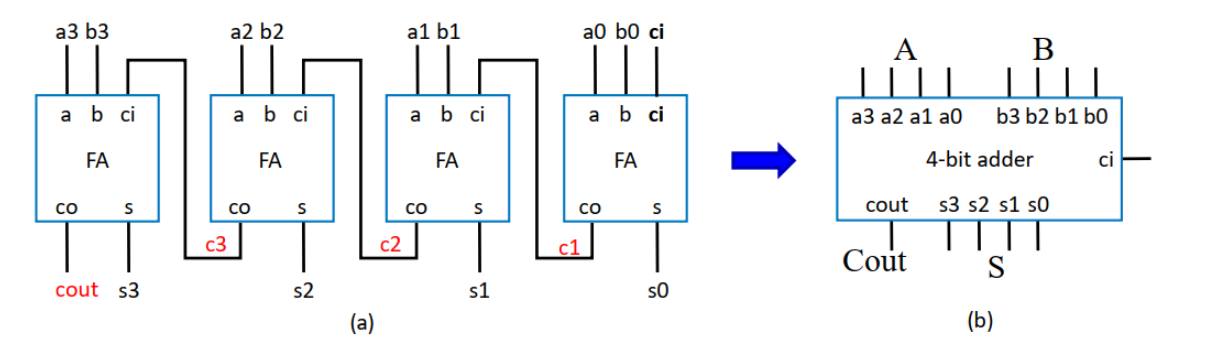 a3 b3 a2 b2 a1 b1 a0 b0 ci
a b ci a b ci a b ci a b ci
FA FA FA FA
co s co s co s co s
c3 c2 c1
cout s3 s2 s1 s0
(a)
A B
a3 a2 a1 a0 b3 b2 b1 b0
4-bit adder ci
cout s3 s2 s1 s0
Cout S
(b)